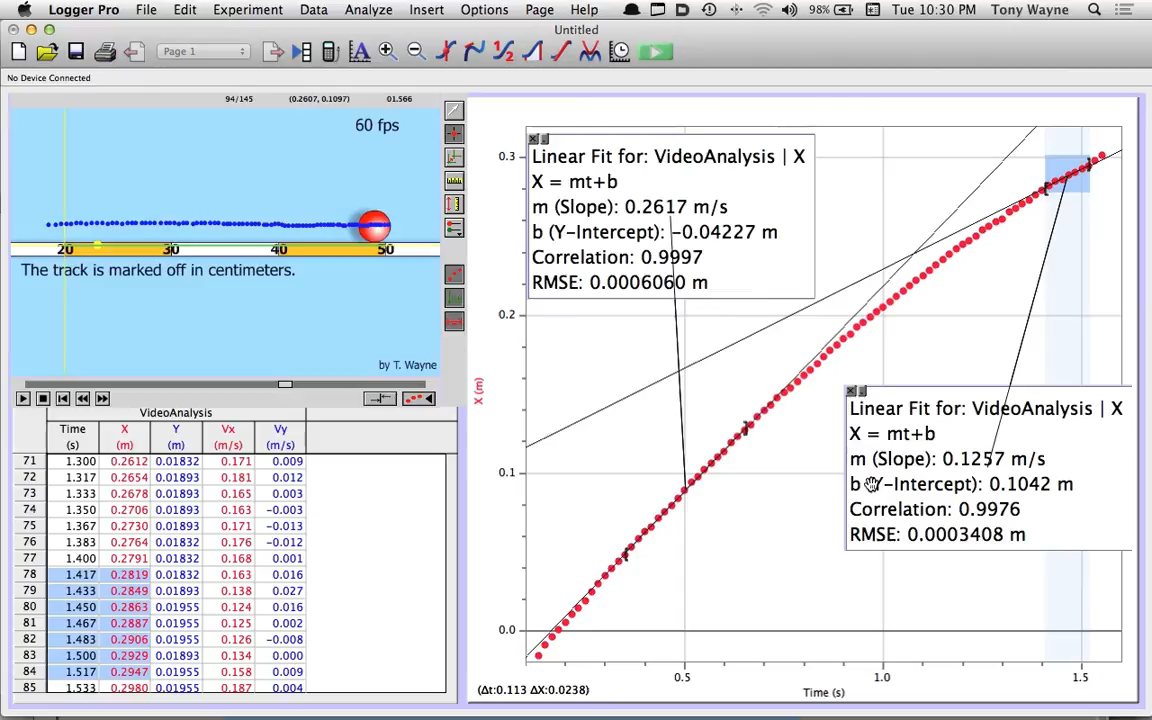 Logger Pro File Edit Experiment Data Analyze Insert Options Page Help 98% Tue 10:30 PM Tony Wayne
Untitled
Page 1
No Device Connected
94/145 (0.2607, 0.1097) 01.566
60 fps
20 30 40 50
The track is marked off in centimeters.
by T. Wayne
VideoAnalysis
Time X Y Vx Vy
(s) (m) (m) (m/s) (m/s)
71 1.300 0.2612 0.01832 0.171 0.009
72 1.317 0.2654 0.01893 0.181 0.012
73 1.333 0.2678 0.01893 0.165 0.003
74 1.350 0.2706 0.01893 0.163 -0.003
75 1.367 0.2730 0.01893 0.171 -0.013
76 1.383 0.2764 0.01832 0.176 -0.012
77 1.400 0.2791 0.01832 0.168 0.001
78 1.417 0.2819 0.01832 0.163 0.016
79 1.433 0.2849 0.01893 0.138 0.027
80 1.450 0.2863 0.01955 0.124 0.016
81 1.467 0.2887 0.01955 0.125 0.002
82 1.483 0.2906 0.01955 0.126 -0.008
83 1.500 0.2929 0.01893 0.134 0.000
84 1.517 0.2947 0.01955 0.158 0.009
85 1.533 0.2980 0.01955 0.187 0.004
X (m)
0.3
0.2
0.1
0.0
Linear Fit for: VideoAnalysis | X
X = mt+b
m (Slope): 0.2617 m/s
b (Y-Intercept): -0.04227 m
Correlation: 0.9997
RMSE: 0.0006060 m
Linear Fit for: VideoAnalysis | X
X = mt+b
m (Slope): 0.1257 m/s
b (Y-Intercept): 0.1042 m
Correlation: 0.9976
RMSE: 0.0003408 m
0.5 1.0 1.5
(Δt:0.113 ΔX:0.0238)
Time (s)